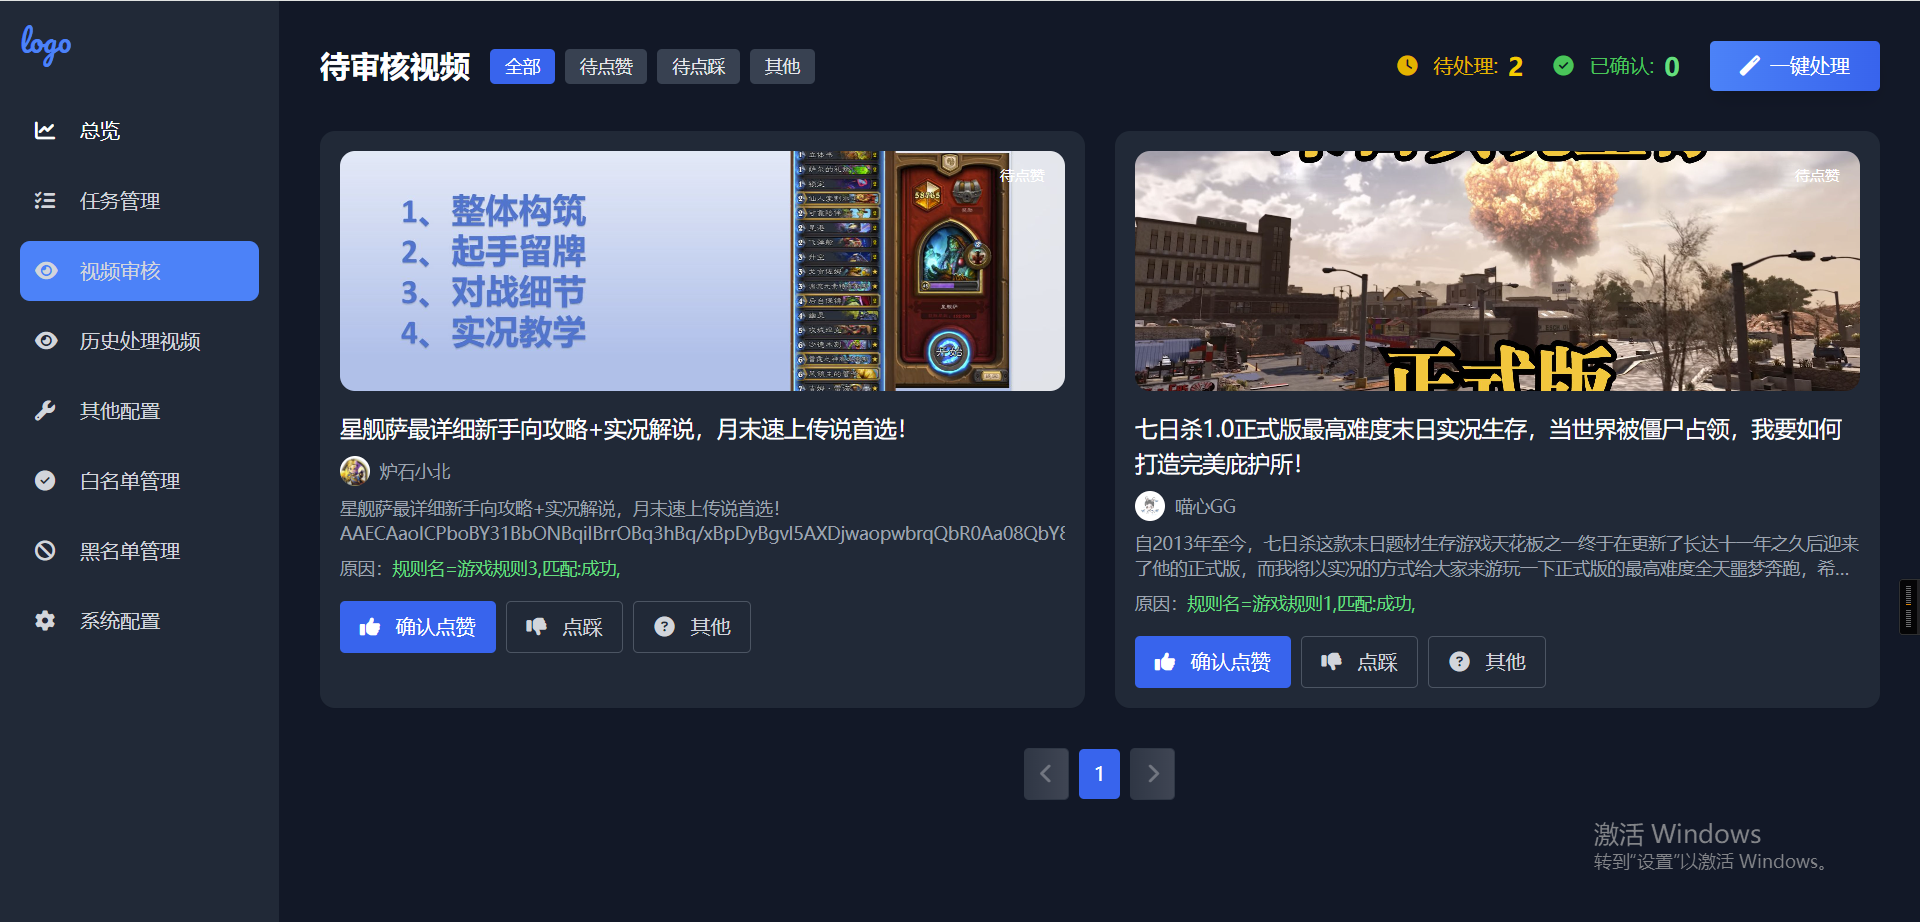 logo
总览
任务管理
视频审核
历史处理视频
其他配置
白名单管理
黑名单管理
系统配置
待审核视频
全部
待点赞
待点踩
其他
待处理: 2
已确认: 0
一键处理
1、整体构筑
2、起手留牌
3、对战细节
4、实况教学
开始
待点赞
星舰萨最详细新手向攻略+实况解说，月末速上传说首选！
炉石小北
星舰萨最详细新手向攻略+实况解说，月末速上传说首选！
原因：规则名=游戏规则3,匹配:成功,
确认点赞
点踩
其他
待点赞
正式版
七日杀1.0正式版最高难度末日实况生存，当世界被僵尸占领，我要如何
打造完美庇护所！
喵心GG
自2013年至今，七日杀这款末日题材生存游戏天花板之一终于在更新了长达十一年之久后迎来
了他的正式版，而我将以实况的方式给大家来游玩一下正式版的最高难度全天噩梦奔跑，希...
原因：规则名=游戏规则1,匹配:成功,
确认点赞
点踩
其他
1
激活 Windows
转到“设置”以激活 Windows。